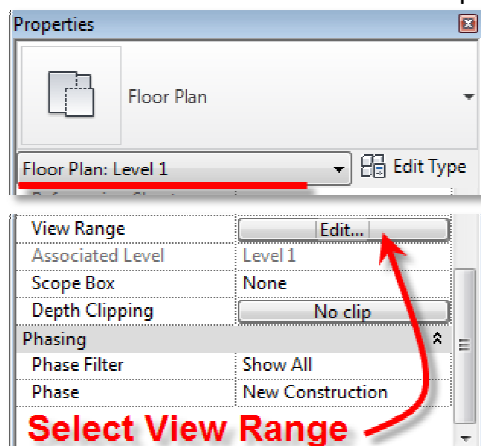 Properties
Floor Plan
Floor Plan: Level 1 Edit Type
View Range Edit...
Associated Level Level 1
Scope Box None
Depth Clipping No clip
Phasing
Phase Filter Show All
Phase New Construction
Select View Range